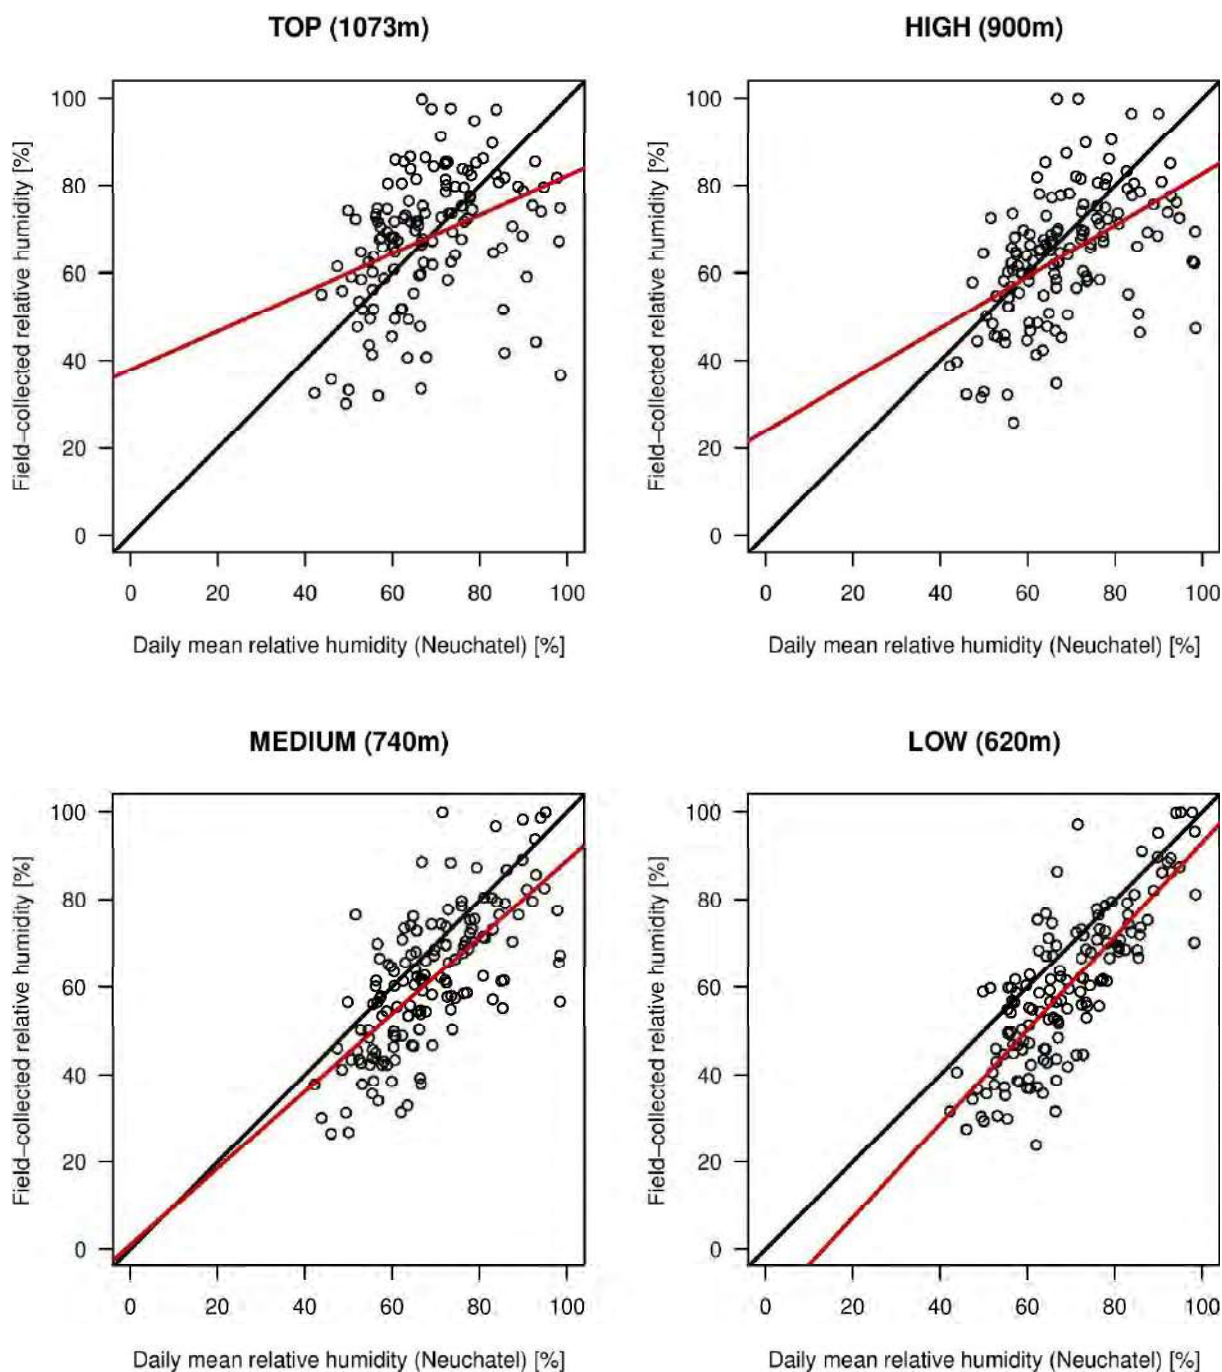 TOP (1073m)
HIGH (900m)
Field–collected relative humidity [%]
100
80
60
40
20
0
0 20 40 60 80 100
Daily mean relative humidity (Neuchatel) [%]
Field–collected relative humidity [%]
100
80
60
40
20
0
0 20 40 60 80 100
Daily mean relative humidity (Neuchatel) [%]
MEDIUM (740m)
LOW (620m)
Field–collected relative humidity [%]
100
80
60
40
20
0
0 20 40 60 80 100
Daily mean relative humidity (Neuchatel) [%]
Field–collected relative humidity [%]
100
80
60
40
20
0
0 20 40 60 80 100
Daily mean relative humidity (Neuchatel) [%]